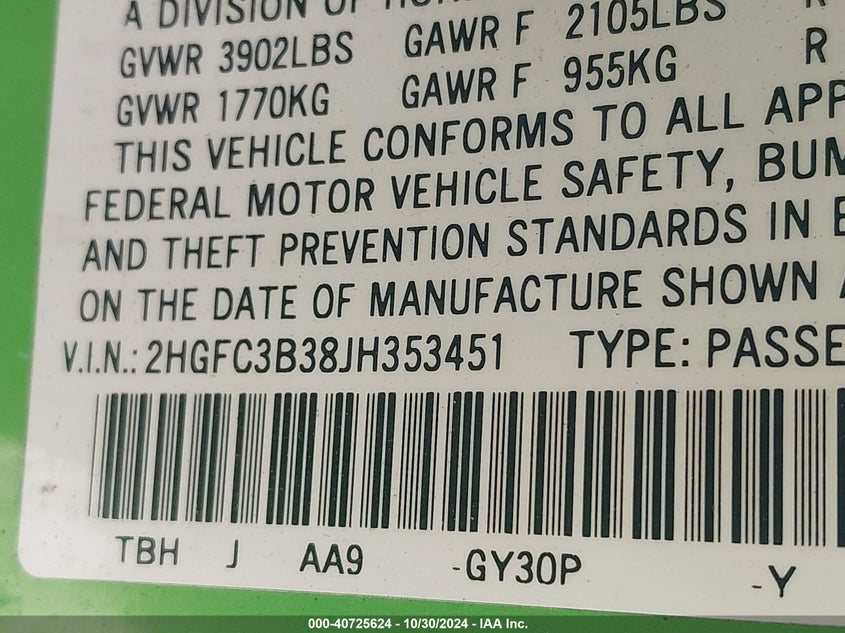 A DIVISION OF
GVWR 3902LBS GAWR F 2105LBS R
GVWR 1770KG GAWR F 955KG R
THIS VEHICLE CONFORMS TO ALL APP
FEDERAL MOTOR VEHICLE SAFETY, BUM
AND THEFT PREVENTION STANDARDS IN E
ON THE DATE OF MANUFACTURE SHOWN A
V.I.N.: 2HGFC3B38JH353451 TYPE: PASSE
TBH J AA9 -GY30P -Y
000-40725624 - 10/30/2024 - IAA Inc.